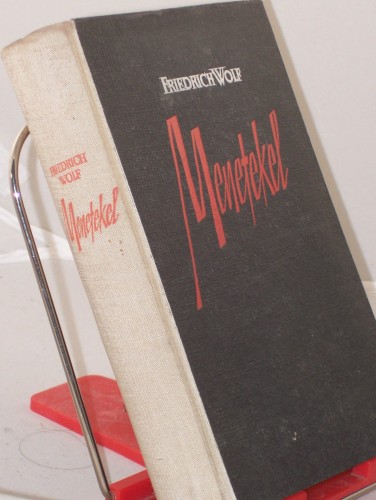 FRIEDRICH WOLF
Menetekel
FRIEDRICH
WOLF
Menetekel